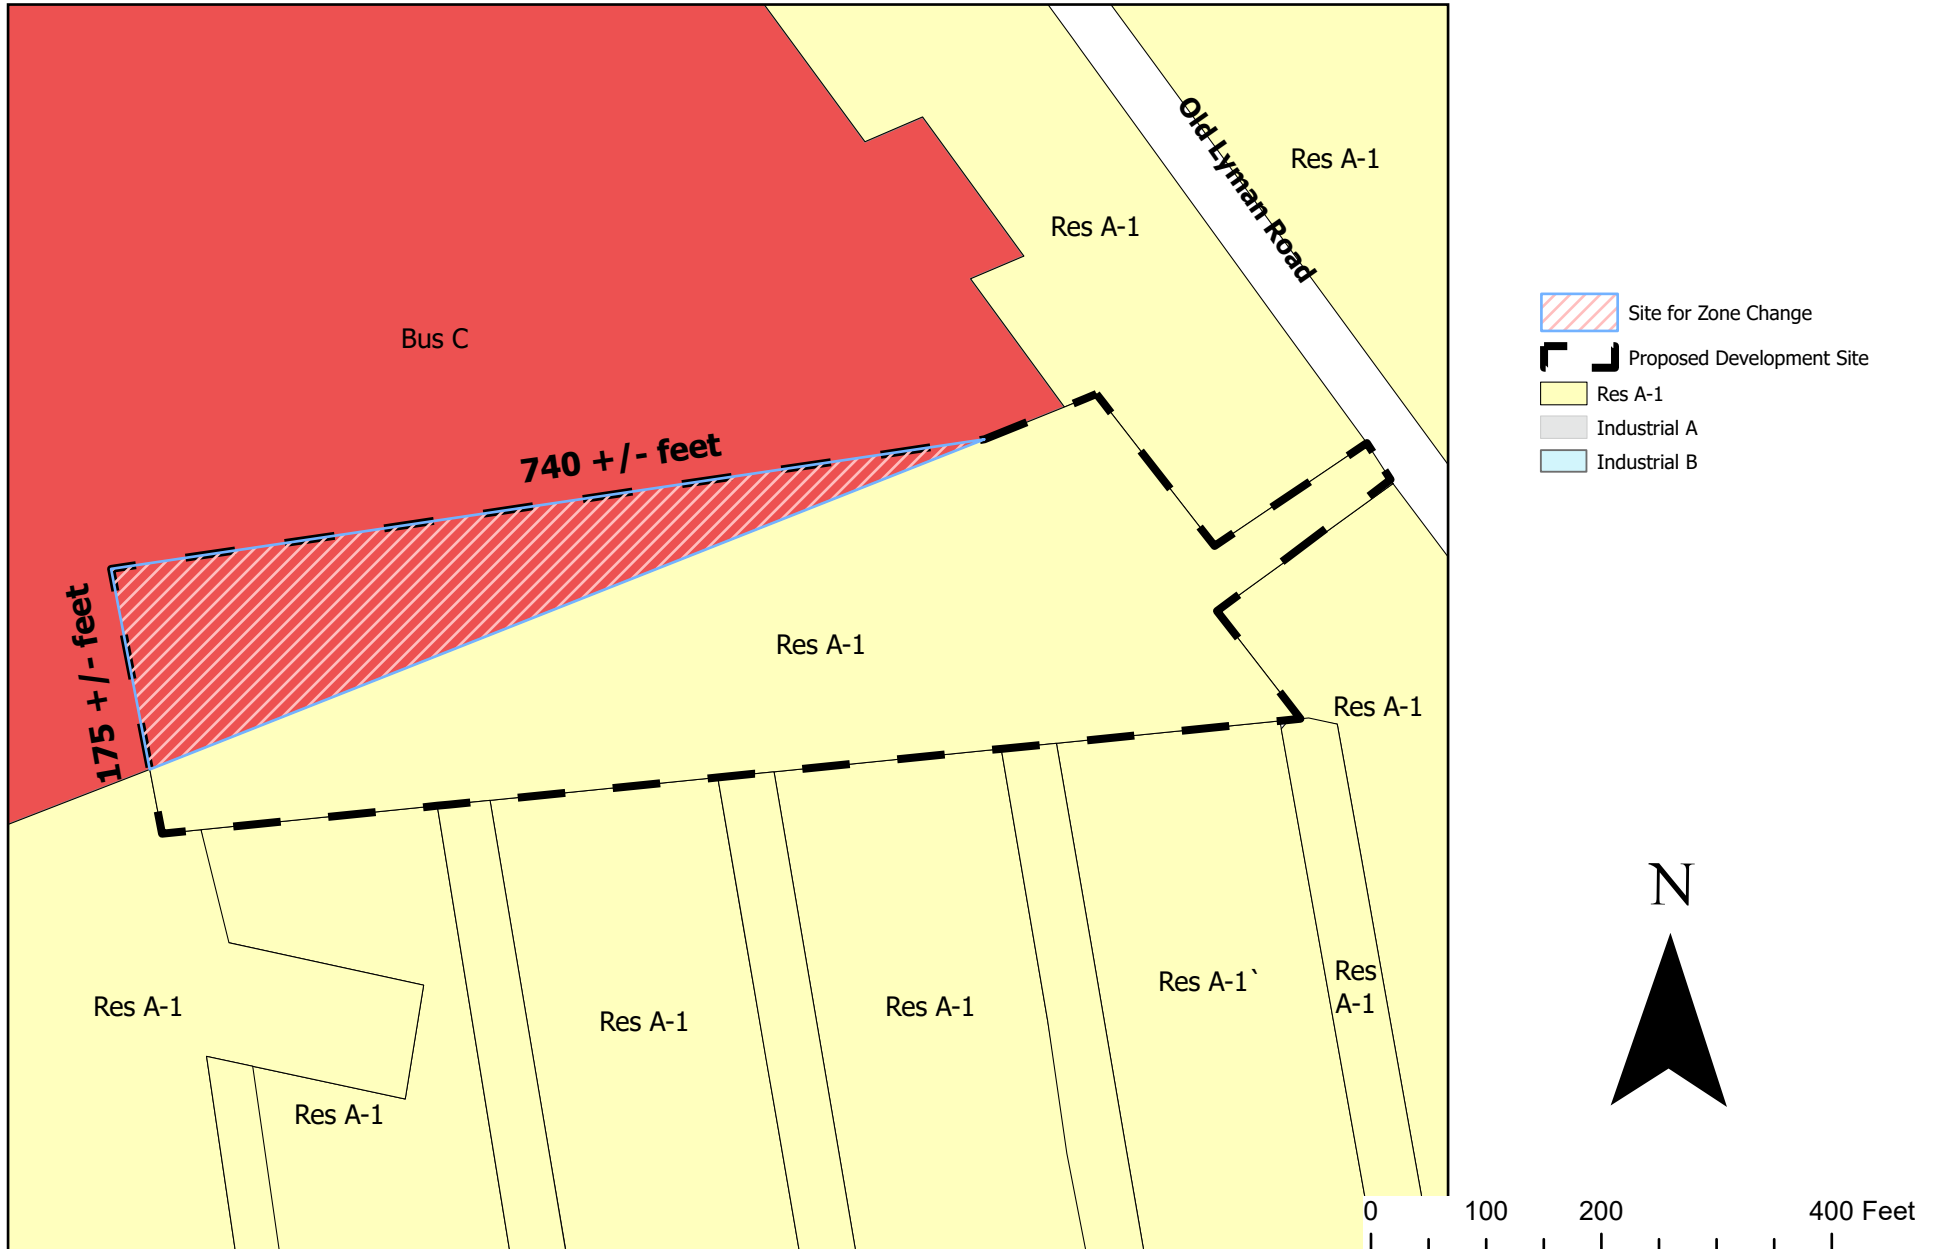 Old Lyman Road
Res A-1
Res A-1
Bus C
740 +/- feet
175 +/- feet
Res A-1
Res A-1
Res A-1
Res A-1
Res A-1
Res A-1
Res A-1`
Res
A-1
Site for Zone Change
Proposed Development Site
Res A-1
Industrial A
Industrial B
N
0 100 200 400 Feet